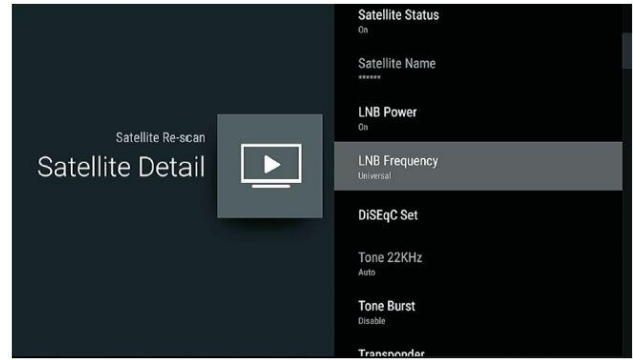 Satellite Re-scan
Satellite Detail
Satellite Status
On
Satellite Name
******
LNB Power
On
LNB Frequency
Universal
DiSEqC Set
Tone 22KHz
Auto
Tone Burst
Disable
Transponder